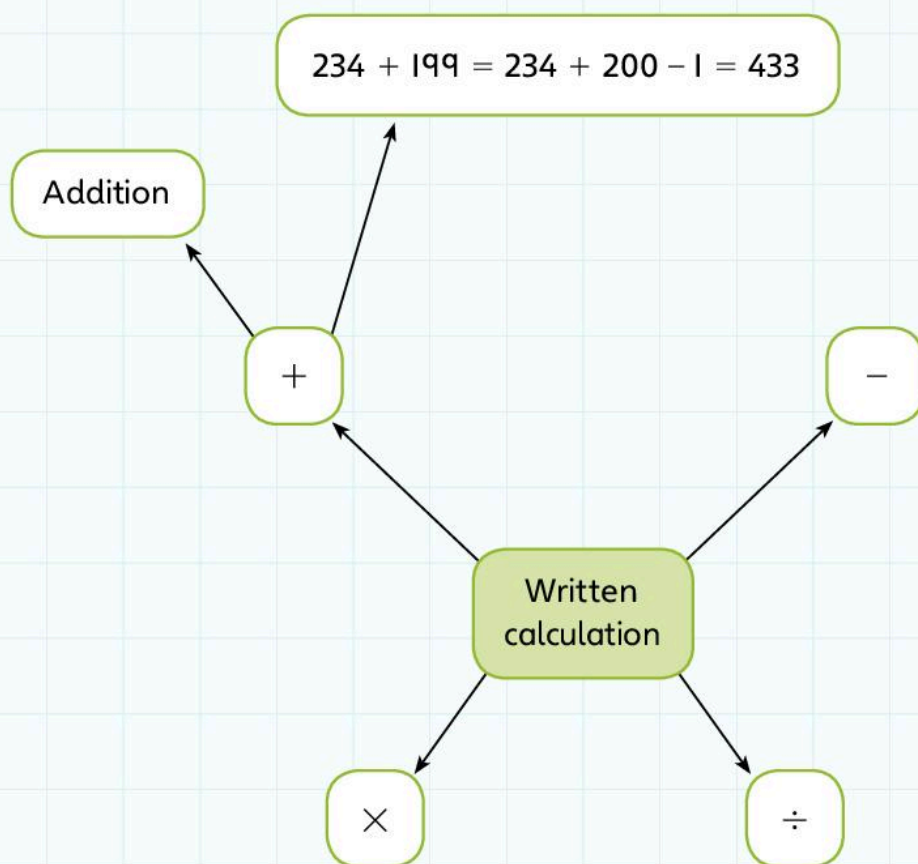 234 + 199 = 234 + 200 − 1 = 433
Addition
+
−
Written
calculation
×
÷